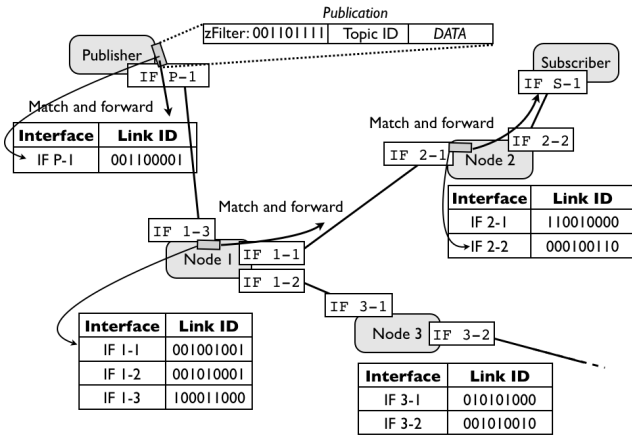 Publication
zFilter: 001101111 Topic ID DATA
Publisher
IF P-1
Subscriber
IF S-1
Match and forward
Interface Link ID
IF P-1 001100001
Match and forward
IF 2-2
IF 2-1
Node 2
Interface Link ID
IF 2-1 110010000
IF 2-2 000100110
Match and forward
IF 1-3
Node 1
IF 1-1
IF 1-2
IF 3-1
Node 3
IF 3-2
Interface Link ID
IF 1-1 001001001
IF 1-2 001010001
IF 1-3 100011000
Interface Link ID
IF 3-1 010101000
IF 3-2 001010010